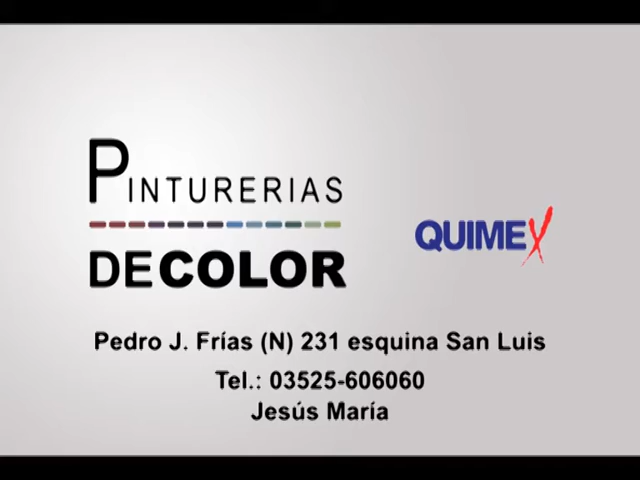 PINTURERIAS
DECOLOR
QUIMEX
Pedro J. Frías (N) 231 esquina San Luis
Tel.: 03525-606060
Jesús María